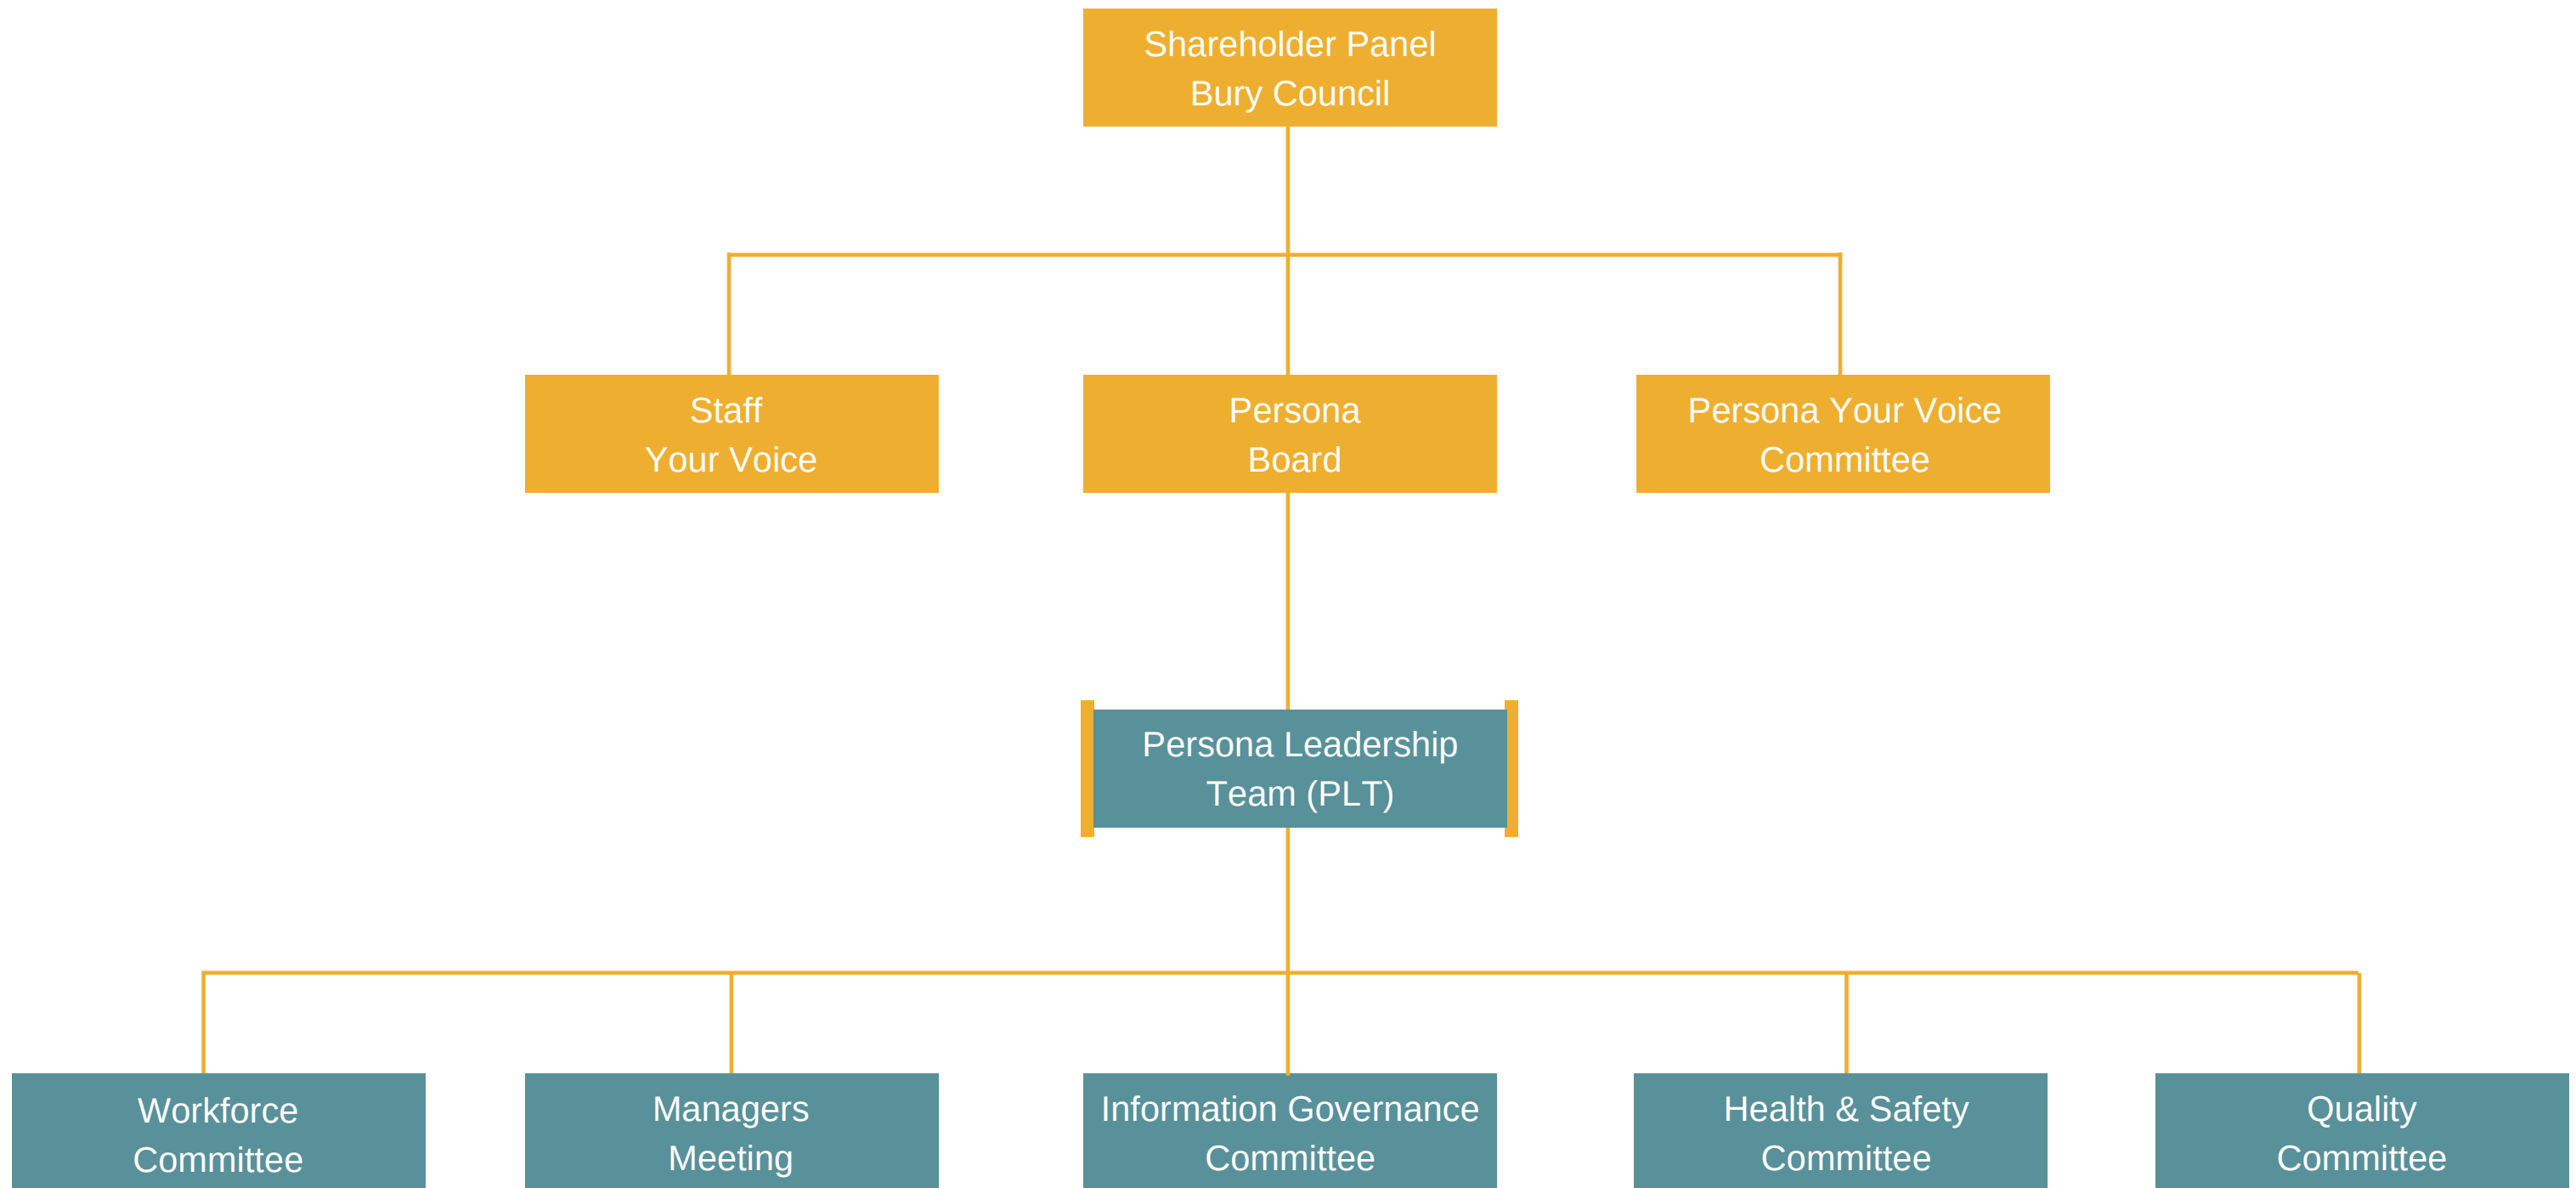 Shareholder Panel
Bury Council
Staff
Your Voice
Persona
Board
Persona Your Voice
Committee
Persona Leadership
Team (PLT)
Workforce
Committee
Managers
Meeting
Information Governance
Committee
Health & Safety
Committee
Quality
Committee